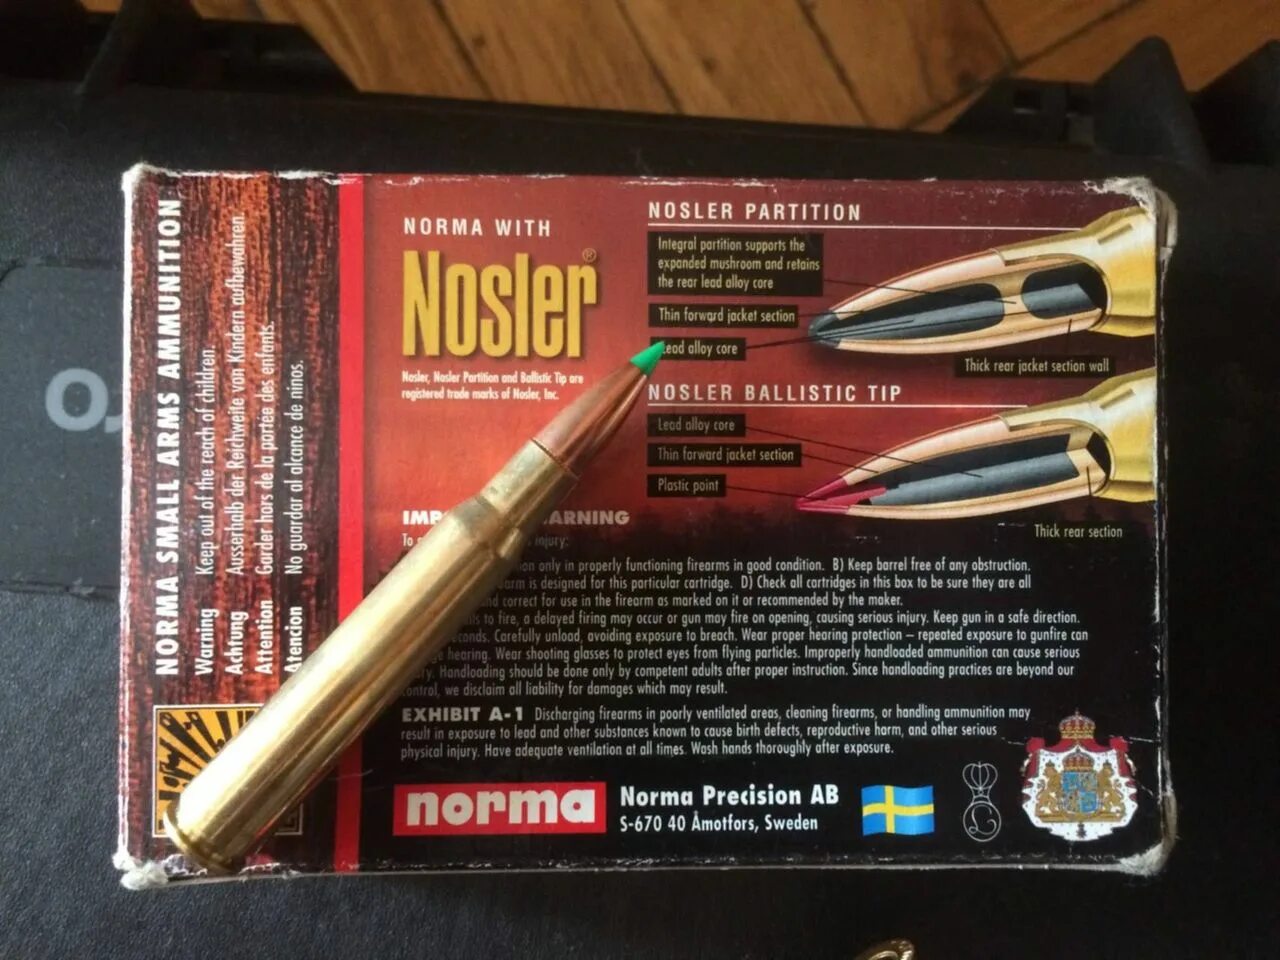 NORMA SMALL ARMS AMMUNITION
Warning Keep out of the reach of children.
Achtung Ausserhalb der Reichweite von Kindern aufbewahren.
Attention Garder hors de la portée des enfants.
Atencion No guardar al alcance de ninos.
NORMA WITH
Nosler®
Nosler, Nosler Partition and Ballistic Tip are
registered trade marks of Nosler, Inc.
NOSLER PARTITION
Integral partition supports the
expanded mushroom and retains
the rear lead alloy core
Thin forward jacket section
Lead alloy core
Thick rear jacket section wall
NOSLER BALLISTIC TIP
Lead alloy core
Thin forward jacket section
Plastic point
Thick rear section
injury:
only in properly functioning firearms in good condition. B) Keep barrel free of any obstruction.
is designed for this particular cartridge. D) Check all cartridges in this box to be sure they are all
and correct for use in the firearm as marked on it or recommended by the maker.
to fire, a delayed firing may occur or gun may fire on opening, causing serious injury. Keep gun in a safe direction.
Carefully unload, avoiding exposure to breach. Wear proper hearing protection – repeated exposure to gunfire can
hearing. Wear shooting glasses to protect eyes from flying particles. Improperly handloaded ammunition can cause serious
Handloading should be done only by competent adults after proper instruction. Since handloading practices are beyond our
control, we disclaim all liability for damages which may result.
EXHIBIT A-1 Discharging firearms in poorly ventilated areas, cleaning firearms, or handling ammunition may
result in exposure to lead and other substances known to cause birth defects, reproductive harm, and other serious
physical injury. Have adequate ventilation at all times. Wash hands thoroughly after exposure.
norma
Norma Precision AB
S-670 40 Åmotfors, Sweden